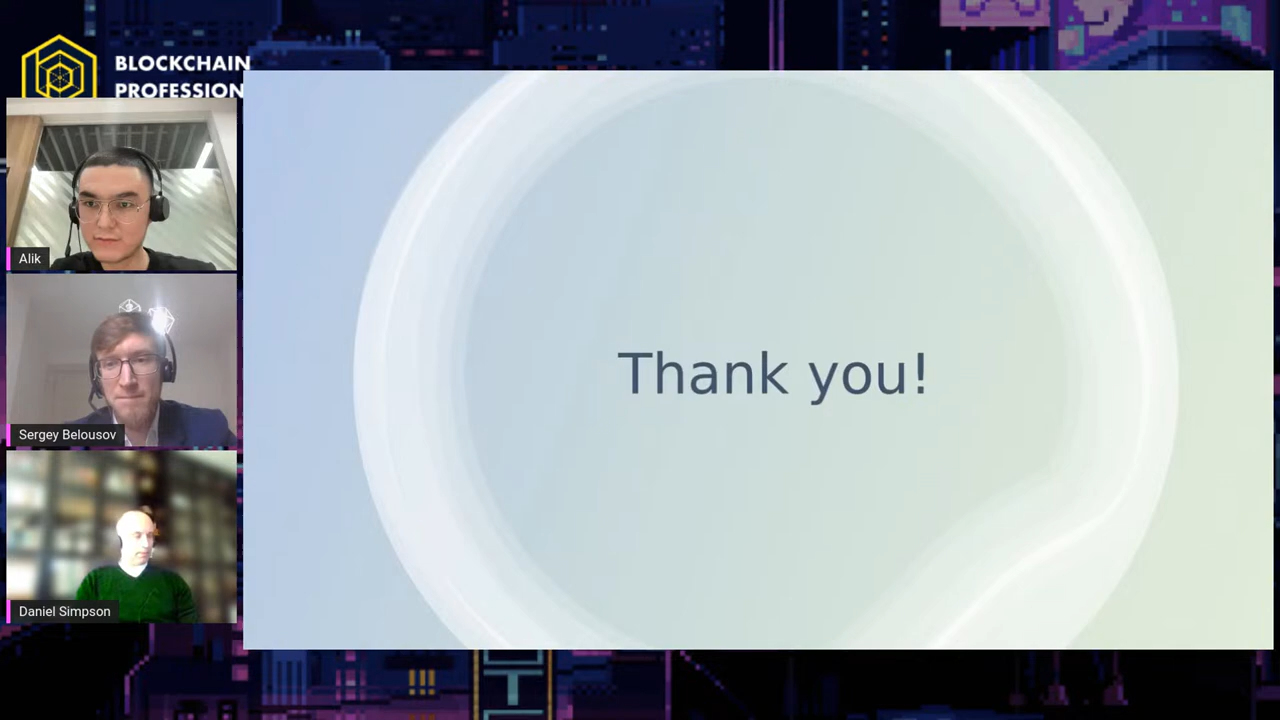 BLOCKCHAIN
PROFESSION
Alik
Sergey Belousov
Daniel Simpson
Thank you!